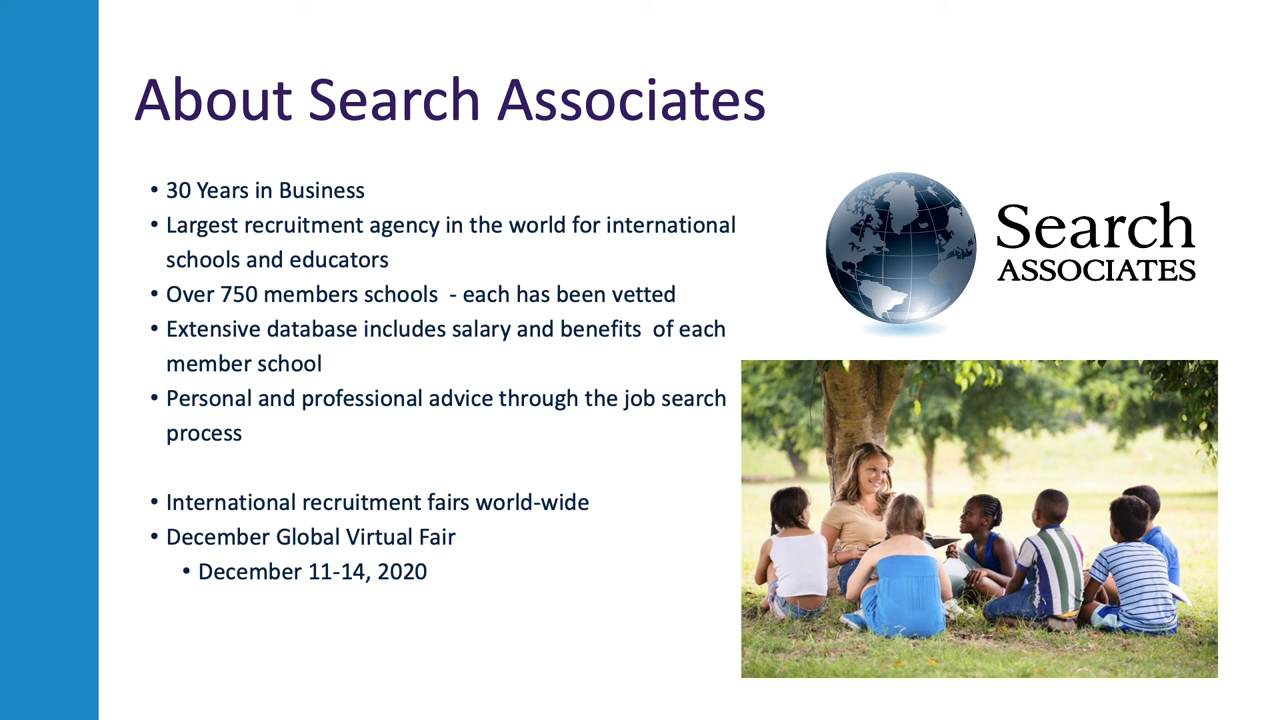 About Search Associates
• 30 Years in Business
• Largest recruitment agency in the world for international
schools and educators
• Over 750 members schools  - each has been vetted
• Extensive database includes salary and benefits  of each
member school
• Personal and professional advice through the job search
process
• International recruitment fairs world-wide
• December Global Virtual Fair
• December 11-14, 2020
Search
ASSOCIATES